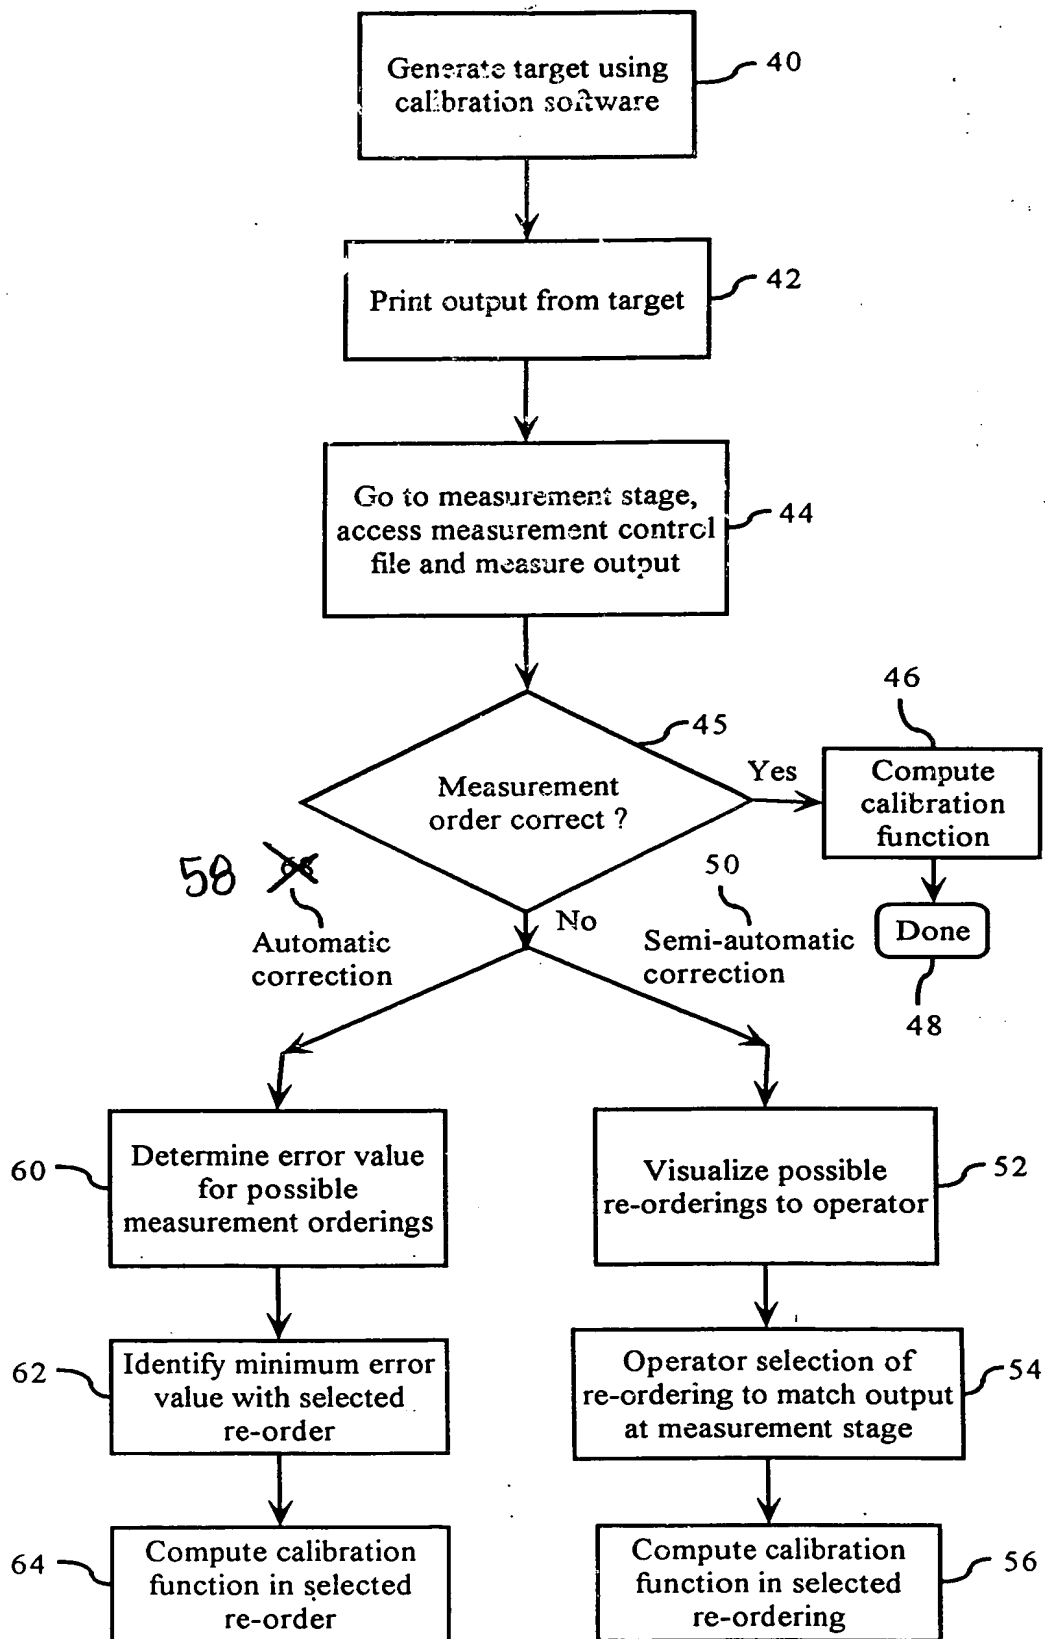 Generate target using
calibration software
40
Print output from target
42
Go to measurement stage,
access measurement control
file and measure output
44
Measurement
order correct ?
45
Yes
46
Compute
calibration
function
Done
48
No
58
Automatic
correction
50
Semi-automatic
correction
60
Determine error value
for possible
measurement orderings
Visualize possible
re-orderings to operator
52
62
Identify minimum error
value with selected
re-order
Operator selection of
re-ordering to match output
at measurement stage
54
64
Compute calibration
function in selected
re-order
Compute calibration
function in selected
re-ordering
56